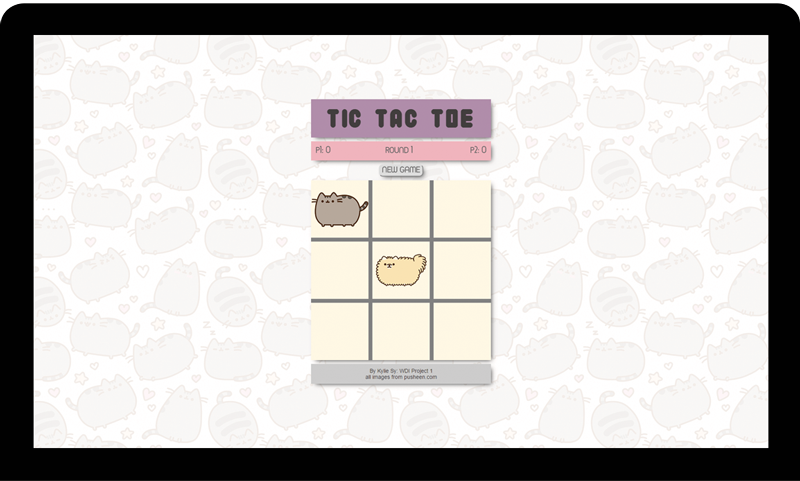 TIC TAC TOE
P1: 0 ROUND 1 P2: 0
NEW GAME
By Kylie Sy: WDI Project 1
all images from pusheen.com